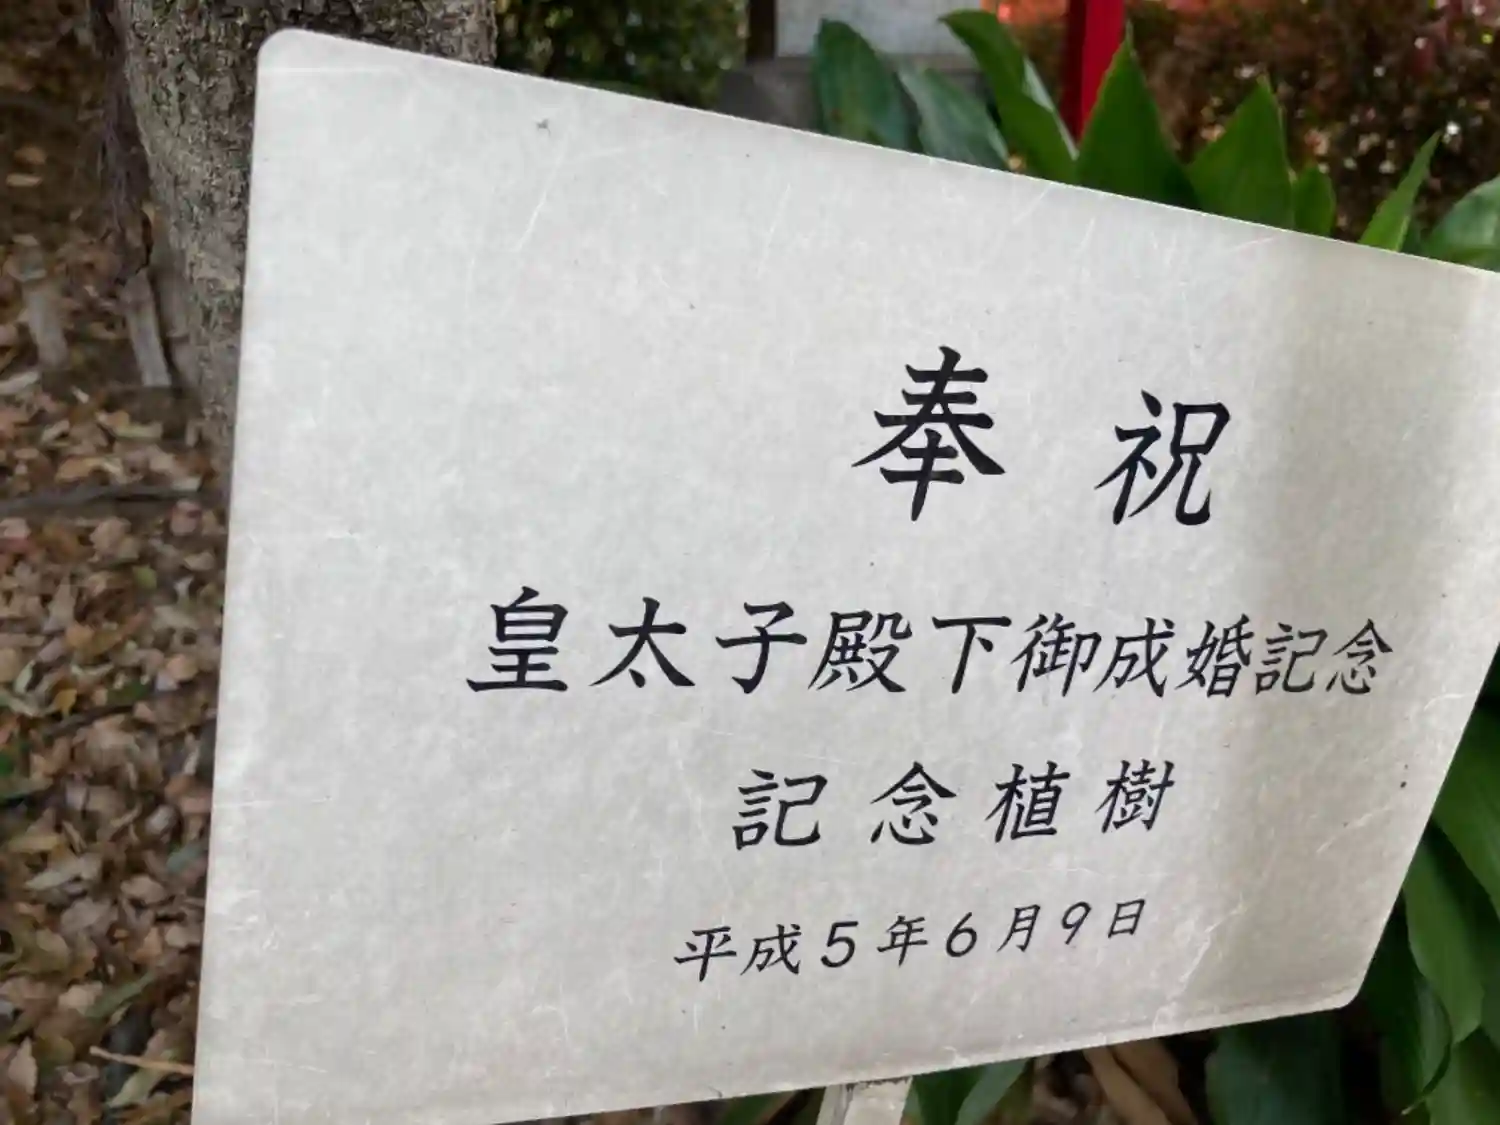 奉祝
皇太子殿下御成婚記念
記念植樹
平成5年6月9日